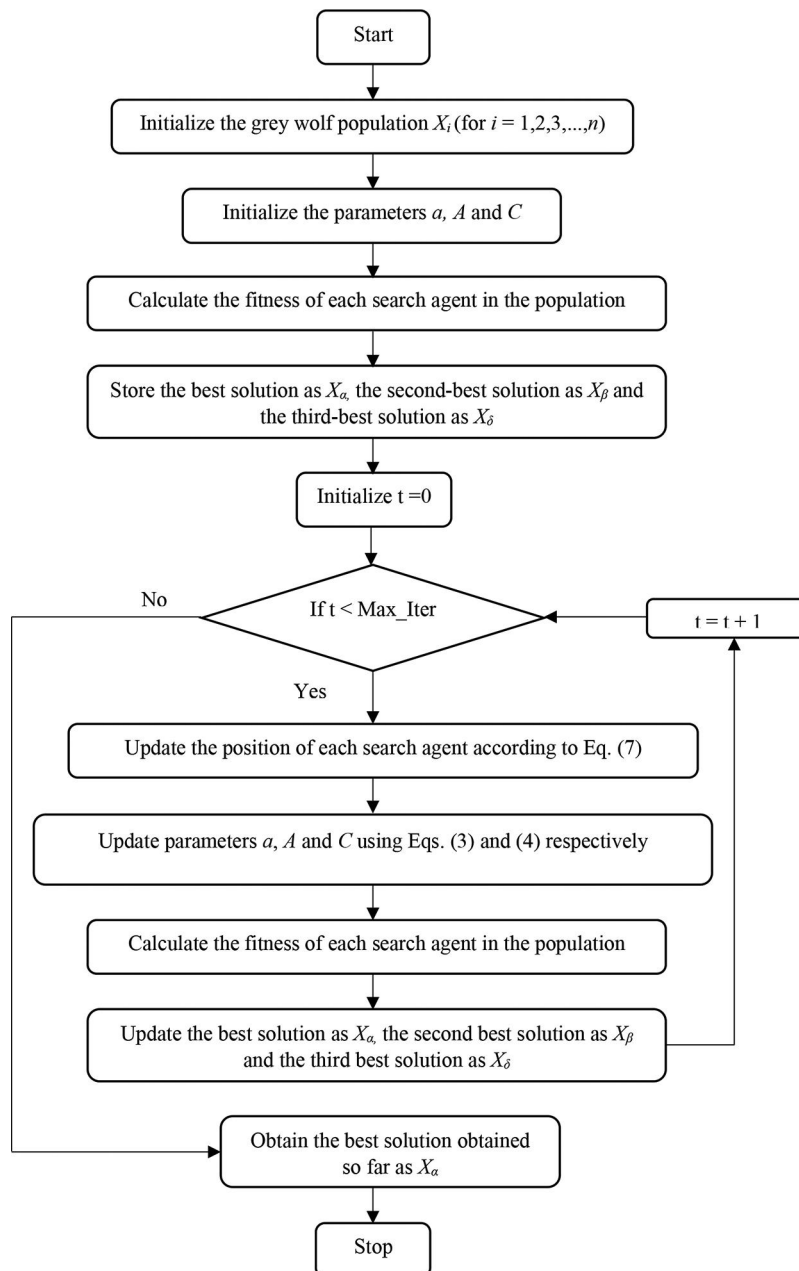 Start
Initialize the grey wolf population Xᵢ (for i = 1,2,3,...,n)
Initialize the parameters a, A and C
Calculate the fitness of each search agent in the population
Store the best solution as Xα, the second-best solution as Xβ and
the third-best solution as Xδ
Initialize t =0
If t < Max_Iter
No
t = t + 1
Yes
Update the position of each search agent according to Eq. (7)
Update parameters a, A and C using Eqs. (3) and (4) respectively
Calculate the fitness of each search agent in the population
Update the best solution as Xα, the second best solution as Xβ
and the third best solution as Xδ
Obtain the best solution obtained
so far as Xα
Stop